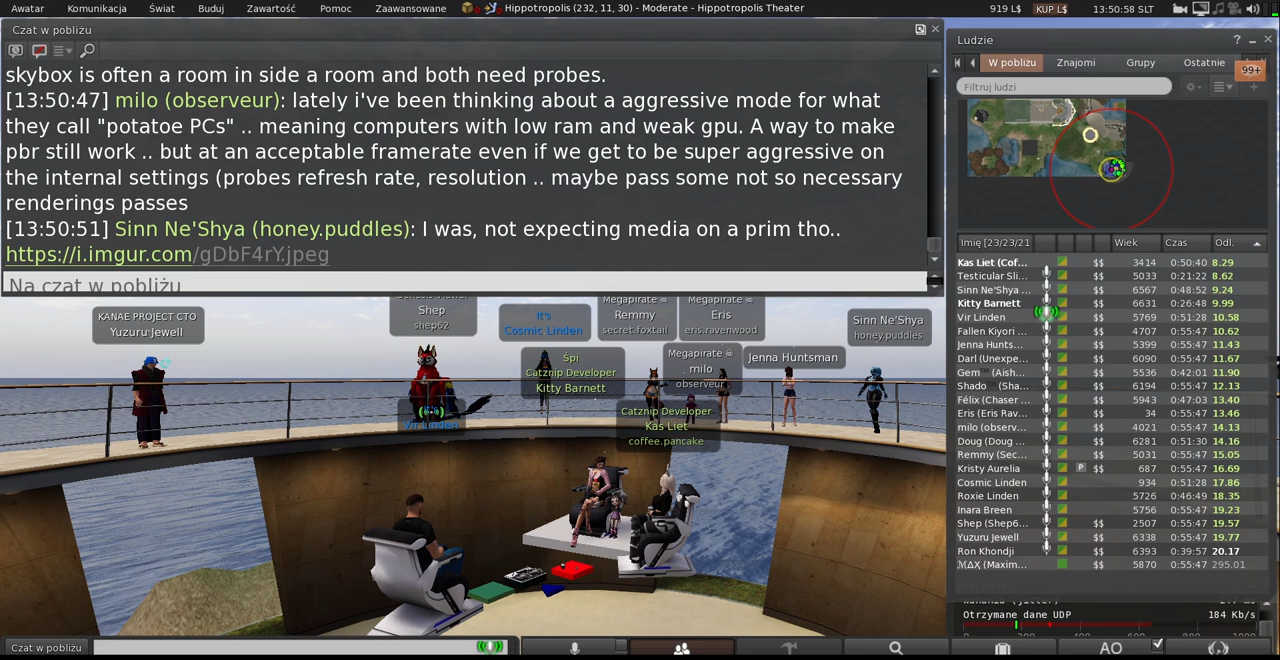 Awatar Komunikacja Świat Buduj Zawartość Pomoc Zaawansowane Hippotropolis (232, 11, 30) - Moderate - Hippotropolis Theater 919 L$ KUP L$ 13:50:58 SLT
Czat w pobliżu
skybox is often a room in side a room and both need probes.
[13:50:47] milo (observeur): lately i've been thinking about a aggressive mode for what
they call "potatoe PCs" .. meaning computers with low ram and weak gpu. A way to make
pbr still work .. but at an acceptable framerate even if we get to be super aggressive on
the internal settings (probes refresh rate, resolution .. maybe pass some not so necessary
renderings passes
[13:50:51] Sinn Ne'Shya (honey.puddles): I was, not expecting media on a prim tho..
https://i.imgur.com/gDbF4rY.jpeg
Na czat w pobliżu
KANAE PROJECT CTO
Yuzuru Jewell
Shep
shep62
It's
Cosmic Linden
Megapirate ☠
Remmy
secret.foxtail
Megapirate ☠
Eris
eris.ravenwood
Sinn Ne'Shya
honey.puddles
Śpi
Catznip Developer
Kitty Barnett
Megapirate ☠
. milo
observeur
Jenna Huntsman
Vir Linden
Catznip Developer
Kas Liet
coffee.pancake
Czat w pobliżu
Ludzie
W pobliżu Znajomi Grupy Ostatnie
99+
Filtruj ludzi
Imię [23/23/21 Wiek Czas Odl.
Kas Liet (Cof... 3414 0:50:40 8.29
Testicular Sli... $$ 5033 0:21:22 8.62
Sinn Ne'Shya ... $$ 6567 0:48:52 9.24
Kitty Barnett $$ 6631 0:26:48 9.99
Vir Linden $$ 5769 0:51:28 10.58
Fallen Kiyori ... $$ 4707 0:55:47 10.62
Jenna Hunts... $$ 5399 0:55:47 11.43
Darl (Unexpe... $$ 6090 0:55:47 11.67
Gem™ (Aish... $$ 5536 0:42:01 11.90
Shado™ (Sha... $$ 6194 0:55:47 12.13
Félix (Chaser ... $$ 5943 0:47:03 13.40
Eris (Eris Rav... $$ 34 0:55:47 13.46
milo (observ... $$ 4021 0:55:47 14.13
Doug (Doug ... $$ 6281 0:51:30 14.16
Remmy (Sec... $$ 5031 0:55:47 15.05
Kristy Aurelia P $$ 687 0:55:47 16.69
Cosmic Linden 934 0:51:28 17.86
Roxie Linden 5726 0:46:49 18.35
Inara Breen 5756 0:55:47 19.23
Shep (Shep6... $$ 2507 0:55:47 19.57
Yuzuru Jewell $$ 6338 0:55:47 19.77
Ron Khondji $$ 6393 0:39:57 20.17
(Maxim... $$ 5870 0:55:47 295.01
Otrzymane dane UDP 184 Kb/s
AO